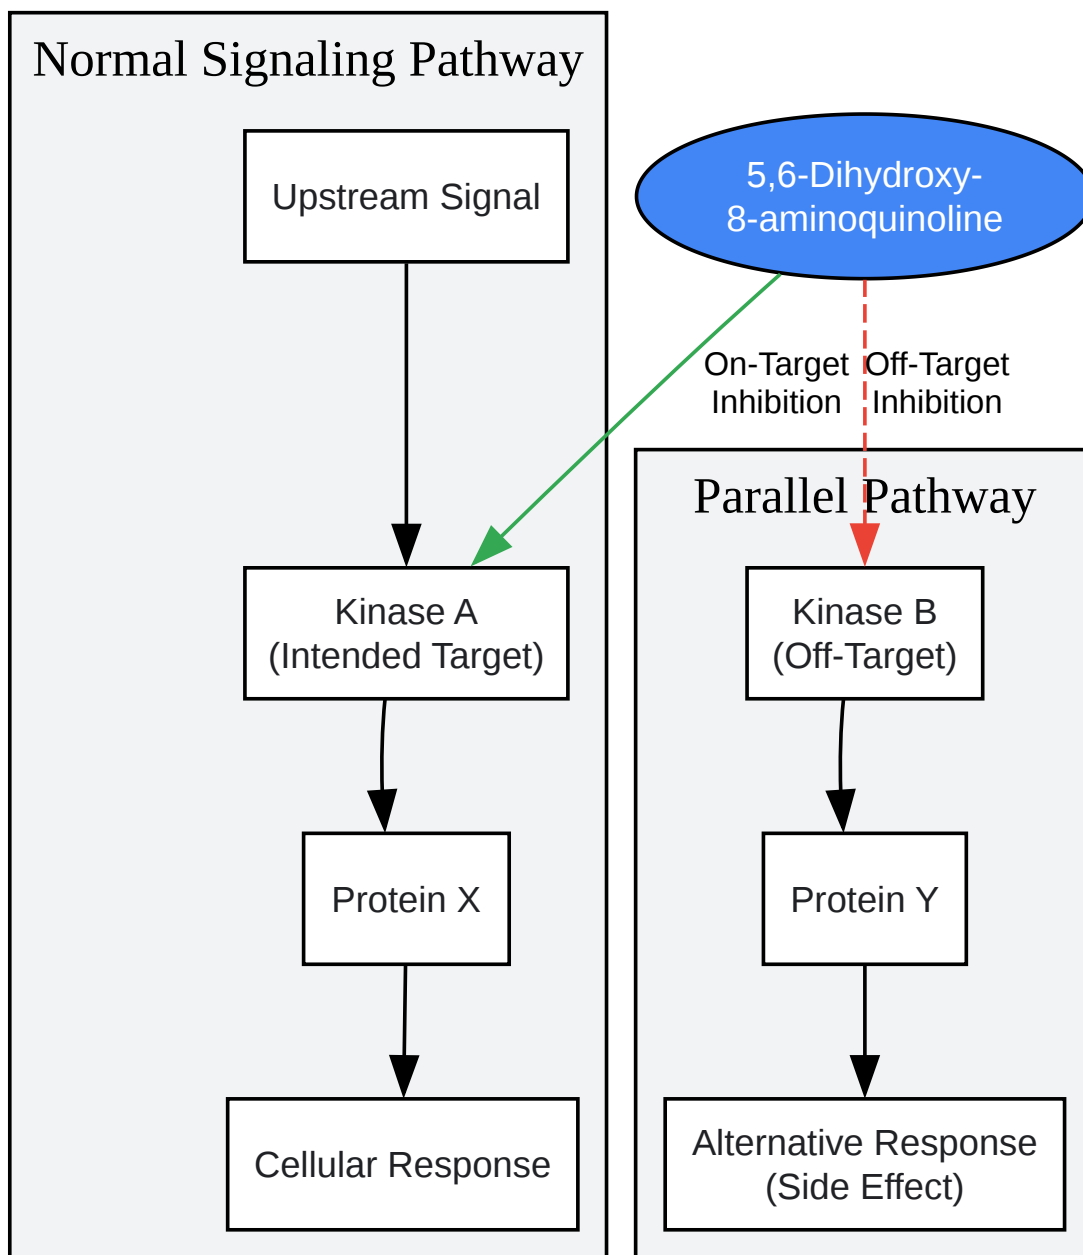 Normal Signaling Pathway
Upstream Signal
5,6-Dihydroxy-
8-aminoquinoline
On-Target
Inhibition
Off-Target
Inhibition
Parallel Pathway
Kinase A
(Intended Target)
Kinase B
(Off-Target)
Protein X
Protein Y
Cellular Response
Alternative Response
(Side Effect)